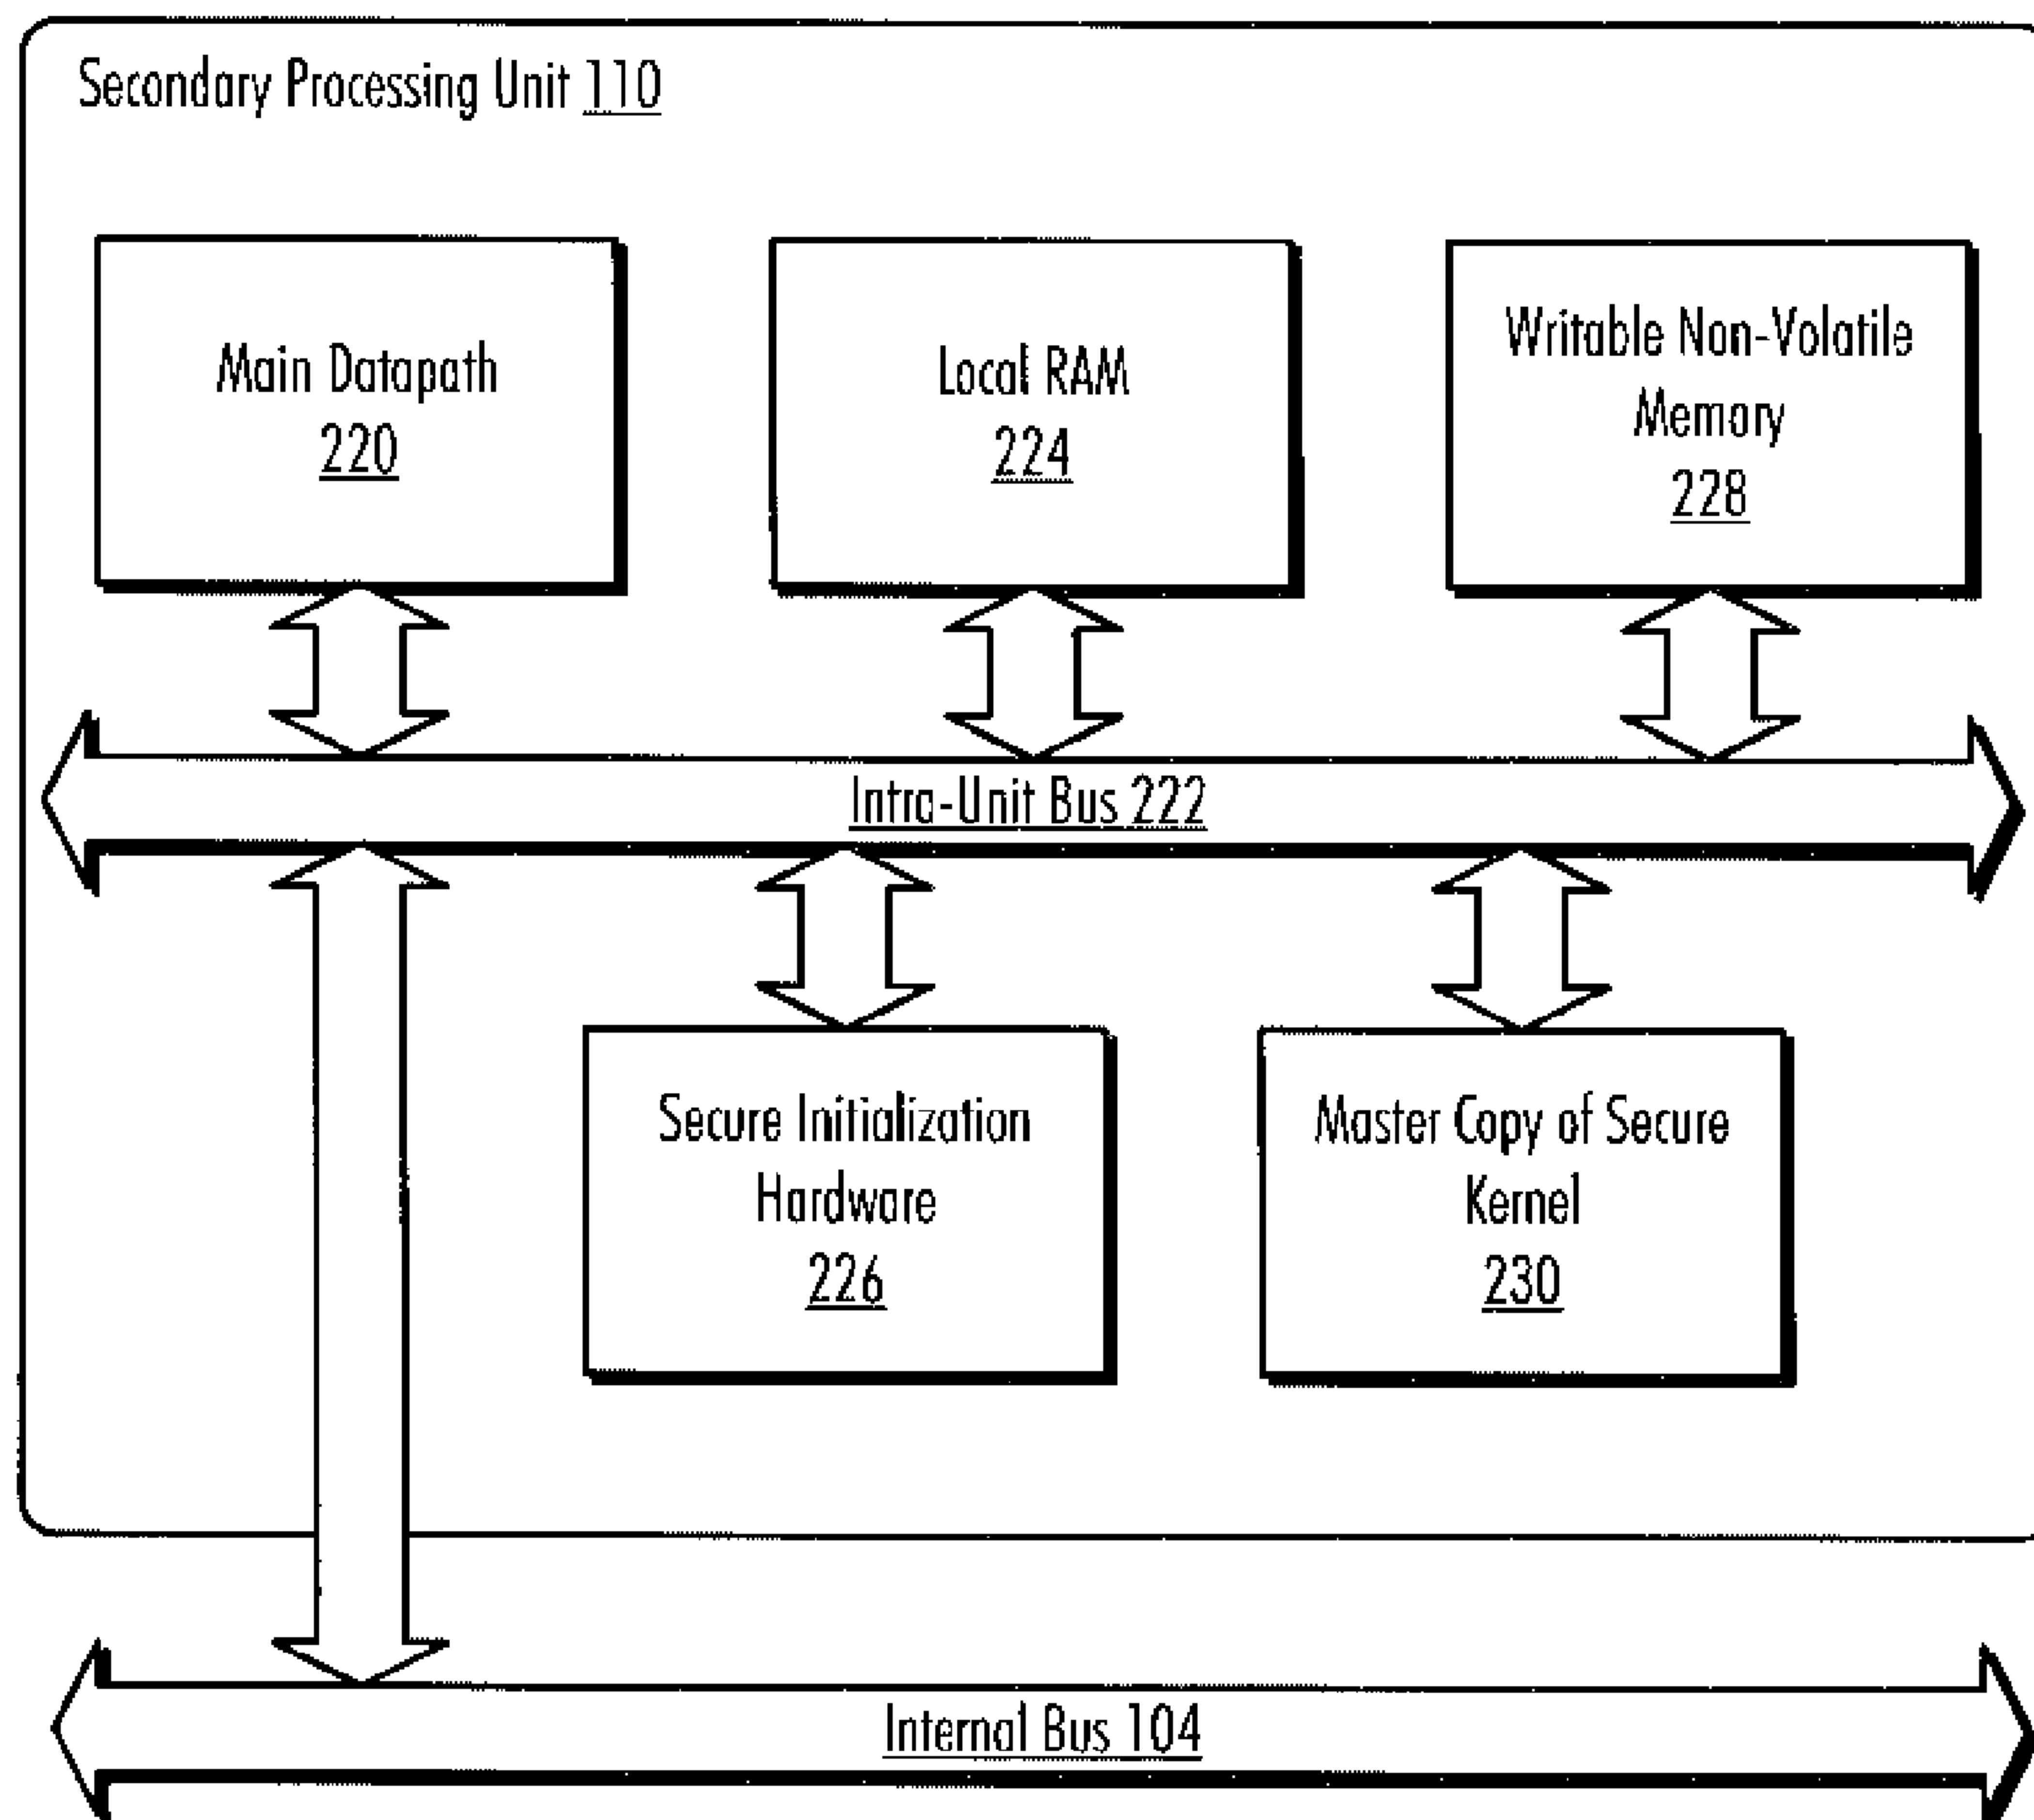 Secondary Processing Unit 110
Main Datapath
220
Local RAM
224
Writable Non-Volatile
Memory
228
Intra-Unit Bus 222
Secure Initialization
Hardware
226
Master Copy of Secure
Kernel
230
Internal Bus 104